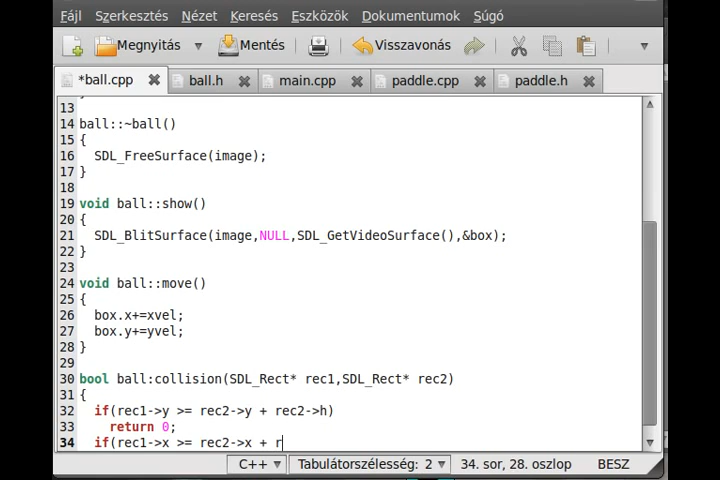 Fájl Szerkesztés Nézet Keresés Eszközök Dokumentumok Súgó
Megnyitás Mentés Visszavonás
*ball.cpp ball.h main.cpp paddle.cpp paddle.h
13
14 ball::~ball()
15 {
16 SDL_FreeSurface(image);
17 }
18
19 void ball::show()
20 {
21 SDL_BlitSurface(image,NULL,SDL_GetVideoSurface(),&box);
22 }
23
24 void ball::move()
25 {
26 box.x+=xvel;
27 box.y+=yvel;
28 }
29
30 bool ball:collision(SDL_Rect* rec1,SDL_Rect* rec2)
31 {
32 if(rec1->y >= rec2->y + rec2->h)
33 return 0;
34 if(rec1->x >= rec2->x + r
C++ Tabulátorszélesség: 2 34. sor, 28. oszlop BESZ